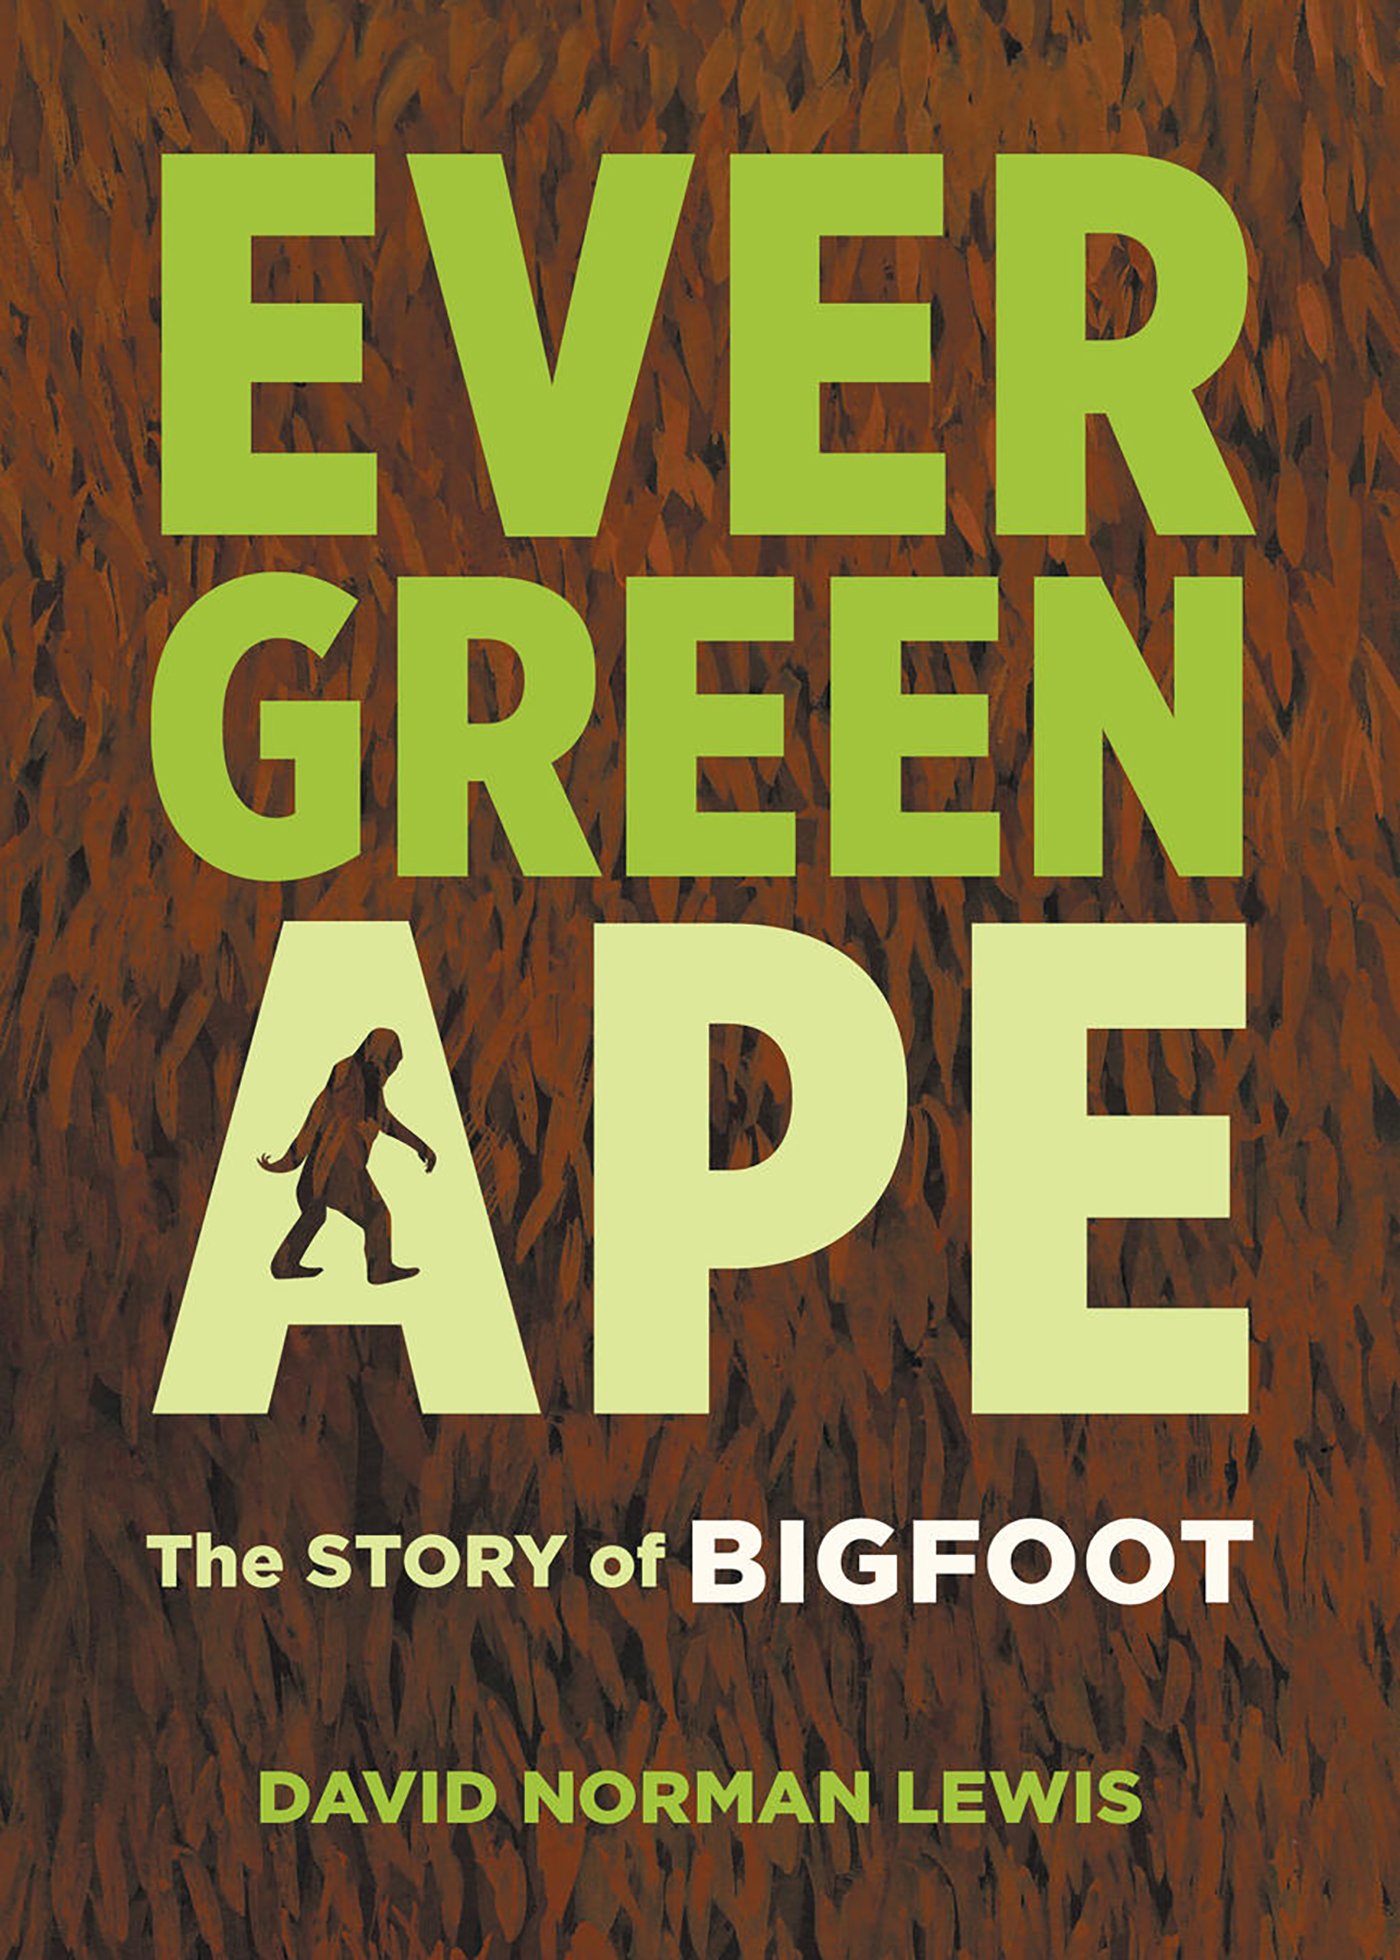 EVER
GREEN
APE
The STORY of BIGFOOT
DAVID NORMAN LEWIS